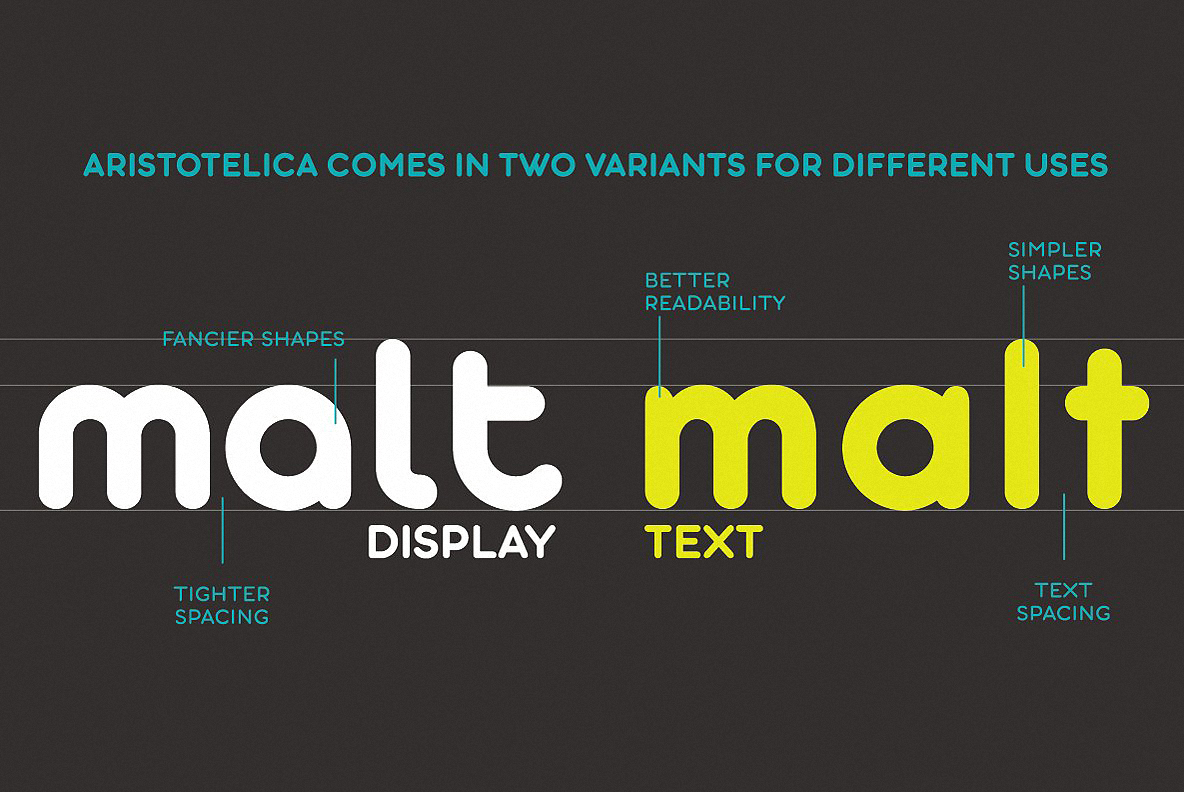 ARISTOTELICA COMES IN TWO VARIANTS FOR DIFFERENT USES
FANCIER SHAPES
malt
DISPLAY
TIGHTER
SPACING
BETTER
READABILITY
SIMPLER
SHAPES
malt
TEXT
TEXT
SPACING